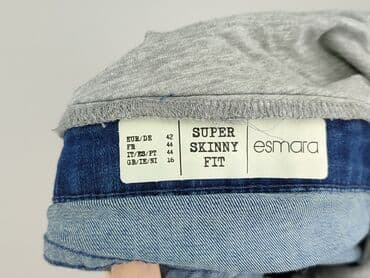 EUR/DE 42
FR 44
IT/ES/PT 44
GB/IE/NI 16
SUPER
SKINNY
FIT
esmara